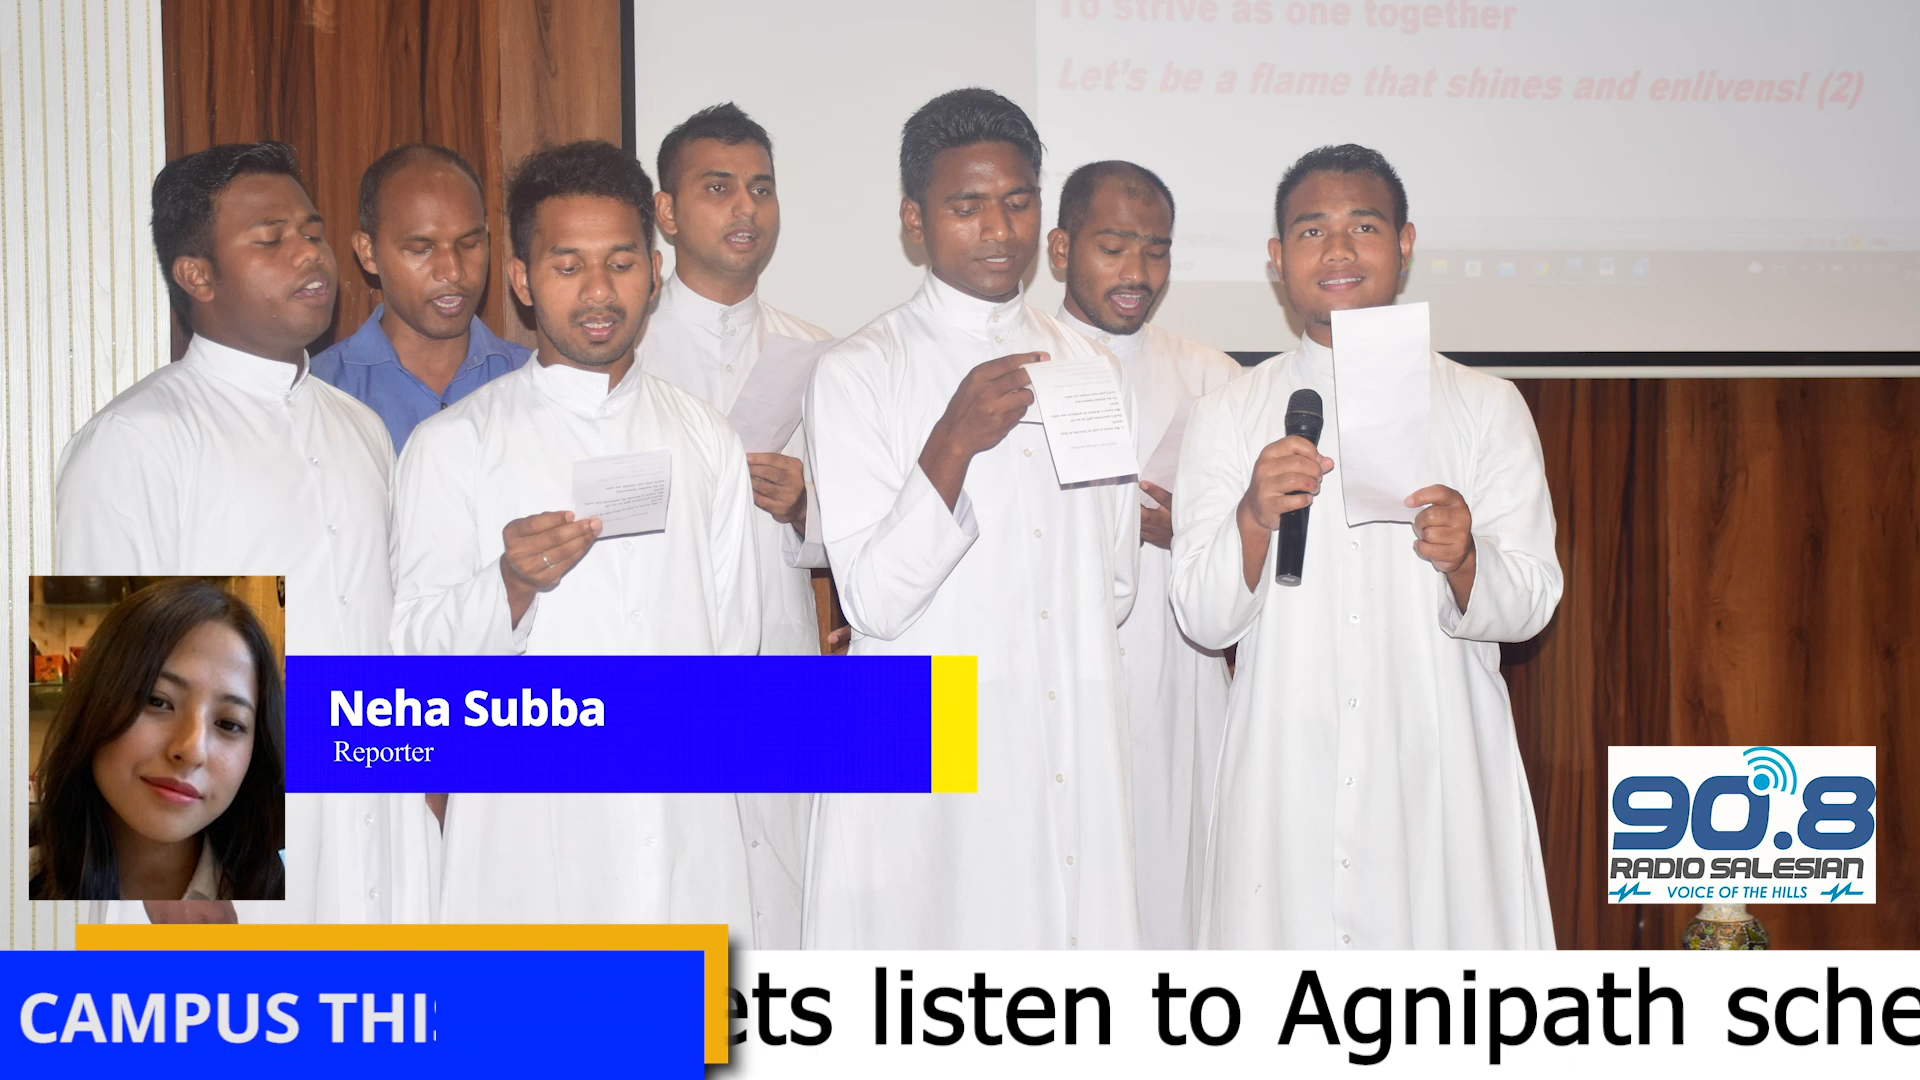 To strive as one together
Let's be a flame that shines and enlivens! (2)
Neha Subba
Reporter
90.8
RADIO SALESIAN
VOICE OF THE HILLS
CAMPUS THI
ets listen to Agnipath sche